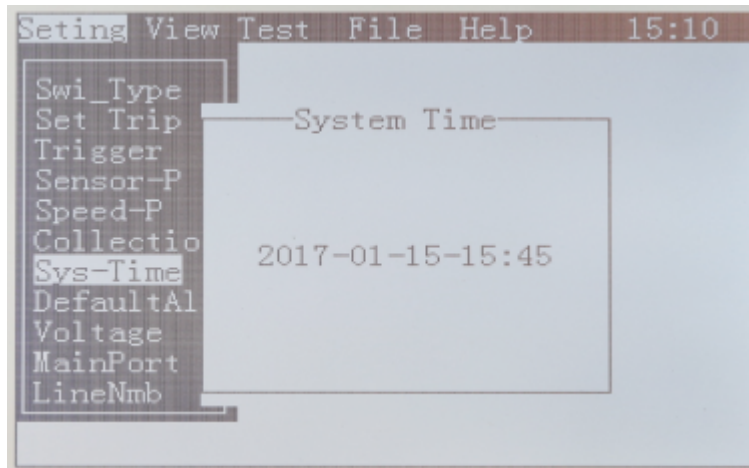 Seting View Test File Help 15:10
Swi_Type
Set Trip
Trigger
Sensor-P
Speed-P
Collectio
Sys-Time
DefaultAl
Voltage
MainPort
LineNmb
System Time
2017-01-15-15:45